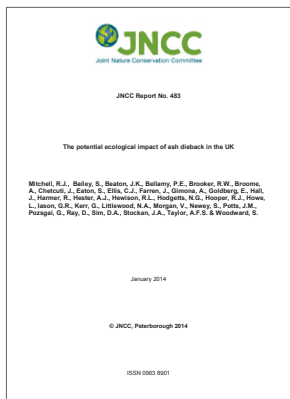 JNCC
Joint Nature Conservation Committee
JNCC Report No. 483
The potential ecological impact of ash dieback in the UK
Mitchell, R.J., Bailey, S., Beaton, J.K., Bellamy, P.E., Brooker, R.W., Broome,
A., Chetcuti, J., Eaton, S., Ellis, C.J., Farren, J., Gimona, A., Goldberg, E., Hall,
J., Harmer, R., Hester, A.J., Hewison, R.L., Hodgetts, N.G., Hooper, R.J., Howe,
L., Iason, G.R., Kerr, G., Littlewood, N.A., Morgan, V., Newey, S., Potts, J.M.,
Pozsgai, G., Ray, D., Sim, D.A., Stockan, J.A., Taylor, A.F.S. & Woodward, S.
January 2014
© JNCC, Peterborough 2014
ISSN 0963 8901